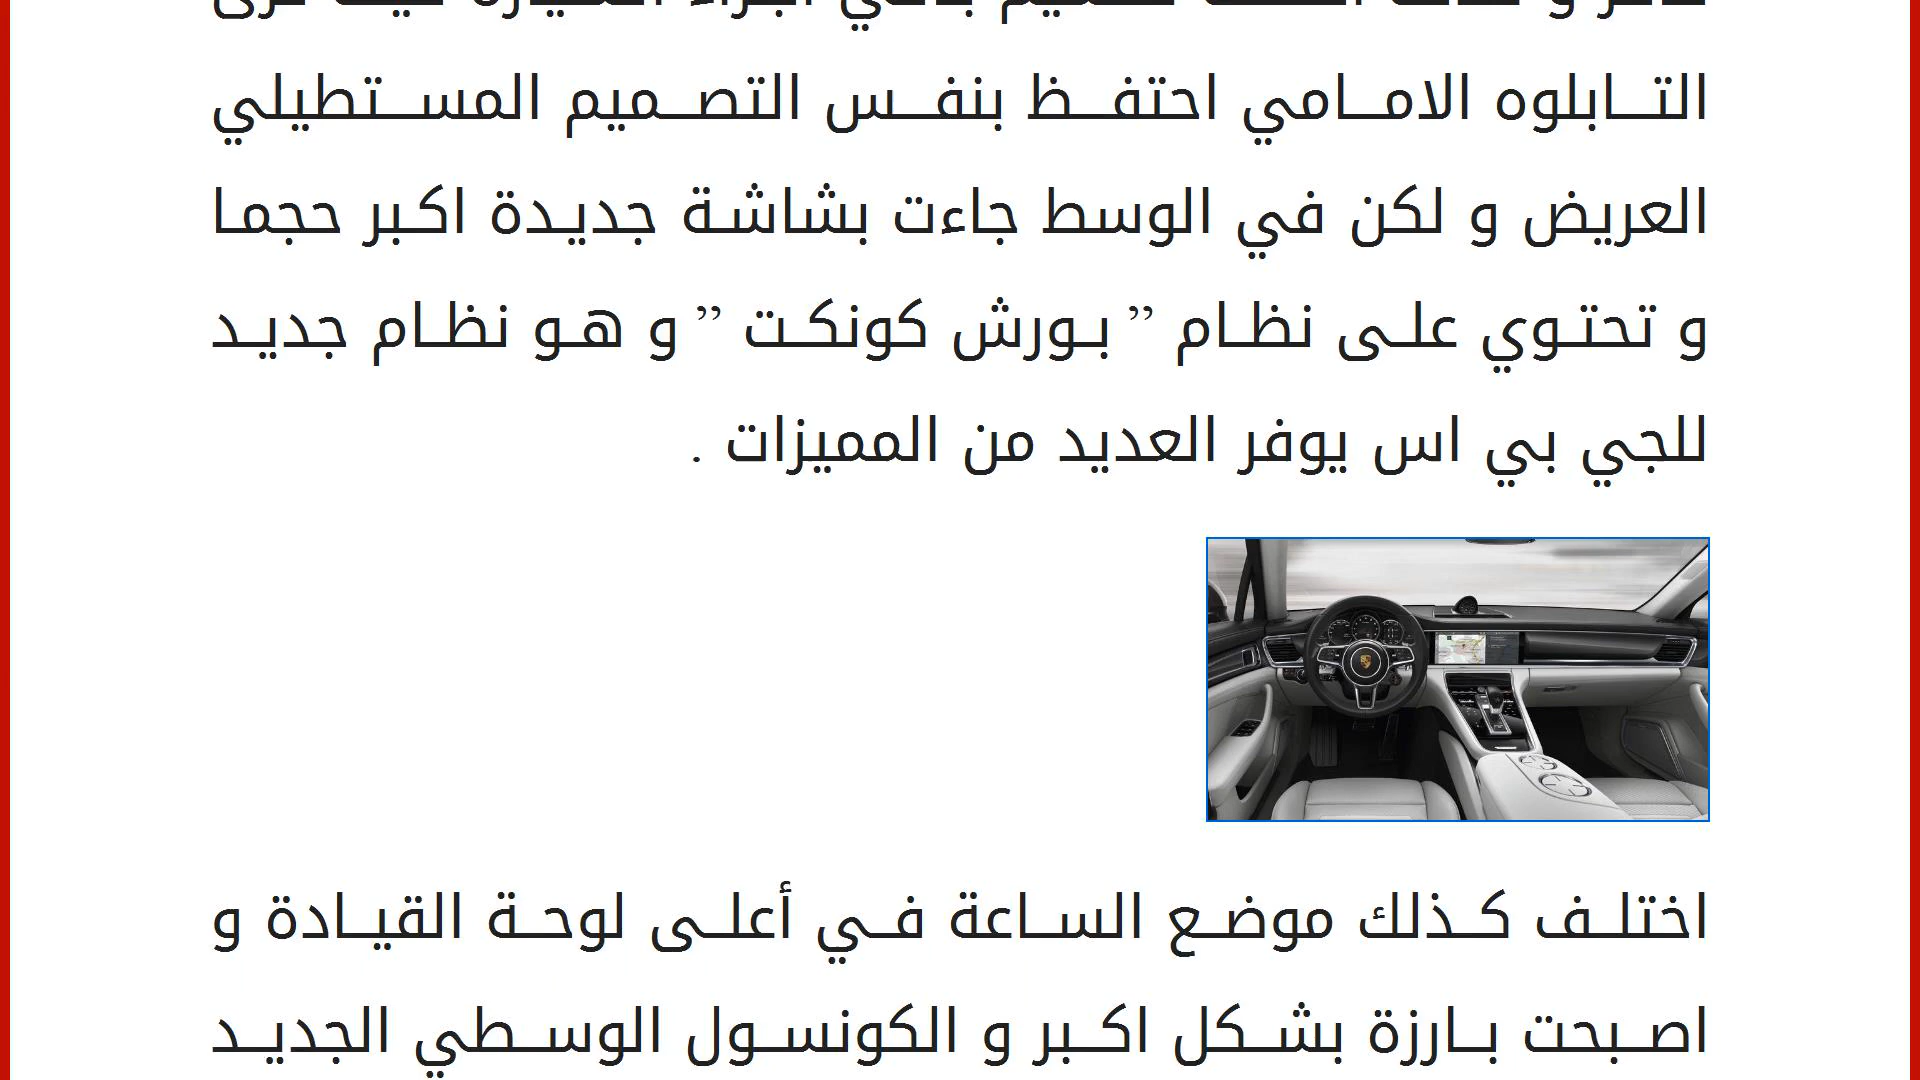 التابلوه الامامي احتفظ بنفس التصميم المستطيلي
العريض و لكن في الوسط جاءت بشاشة جديدة اكبر حجما
و تحتوي على نظام ” بورش كونكت ” و هو نظام جديد
للجي بي اس يوفر العديد من المميزات .
اختلف كذلك موضع الساعة في أعلى لوحة القيادة و
اصبحت بارزة بشكل اكبر و الكونسول الوسطي الجديد